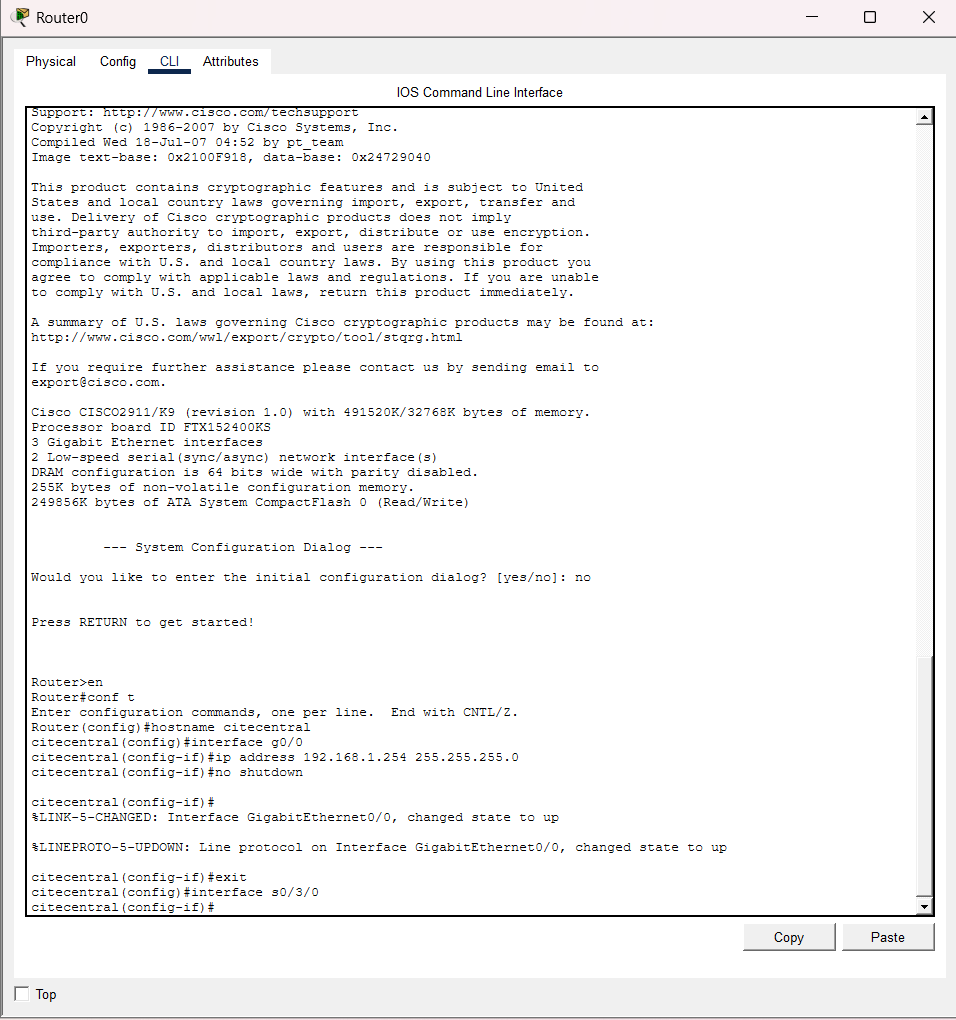 Router0
Physical Config CLI Attributes
IOS Command Line Interface
Support: http://www.cisco.com/techsupport
Copyright (c) 1986-2007 by Cisco Systems, Inc.
Compiled Wed 18-Jul-07 04:52 by pt_team
Image text-base: 0x2100F918, data-base: 0x24729040
This product contains cryptographic features and is subject to United
States and local country laws governing import, export, transfer and
use. Delivery of Cisco cryptographic products does not imply
third-party authority to import, export, distribute or use encryption.
Importers, exporters, distributors and users are responsible for
compliance with U.S. and local country laws. By using this product you
agree to comply with applicable laws and regulations. If you are unable
to comply with U.S. and local laws, return this product immediately.
A summary of U.S. laws governing Cisco cryptographic products may be found at:
http://www.cisco.com/wwl/export/crypto/tool/stqrg.html
If you require further assistance please contact us by sending email to
export@cisco.com.
Cisco CISCO2911/K9 (revision 1.0) with 491520K/32768K bytes of memory.
Processor board ID FTX152400KS
3 Gigabit Ethernet interfaces
2 Low-speed serial(sync/async) network interface(s)
DRAM configuration is 64 bits wide with parity disabled.
255K bytes of non-volatile configuration memory.
249856K bytes of ATA System CompactFlash 0 (Read/Write)
--- System Configuration Dialog ---
Would you like to enter the initial configuration dialog? [yes/no]: no
Press RETURN to get started!
Router>en
Router#conf t
Enter configuration commands, one per line. End with CNTL/Z.
Router(config)#hostname citecentral
citecentral(config)#interface g0/0
citecentral(config-if)#ip address 192.168.1.254 255.255.255.0
citecentral(config-if)#no shutdown
citecentral(config-if)#
%LINK-5-CHANGED: Interface GigabitEthernet0/0, changed state to up
%LINEPROTO-5-UPDOWN: Line protocol on Interface GigabitEthernet0/0, changed state to up
citecentral(config-if)#exit
citecentral(config)#interface s0/3/0
citecentral(config-if)#
Copy Paste
Top